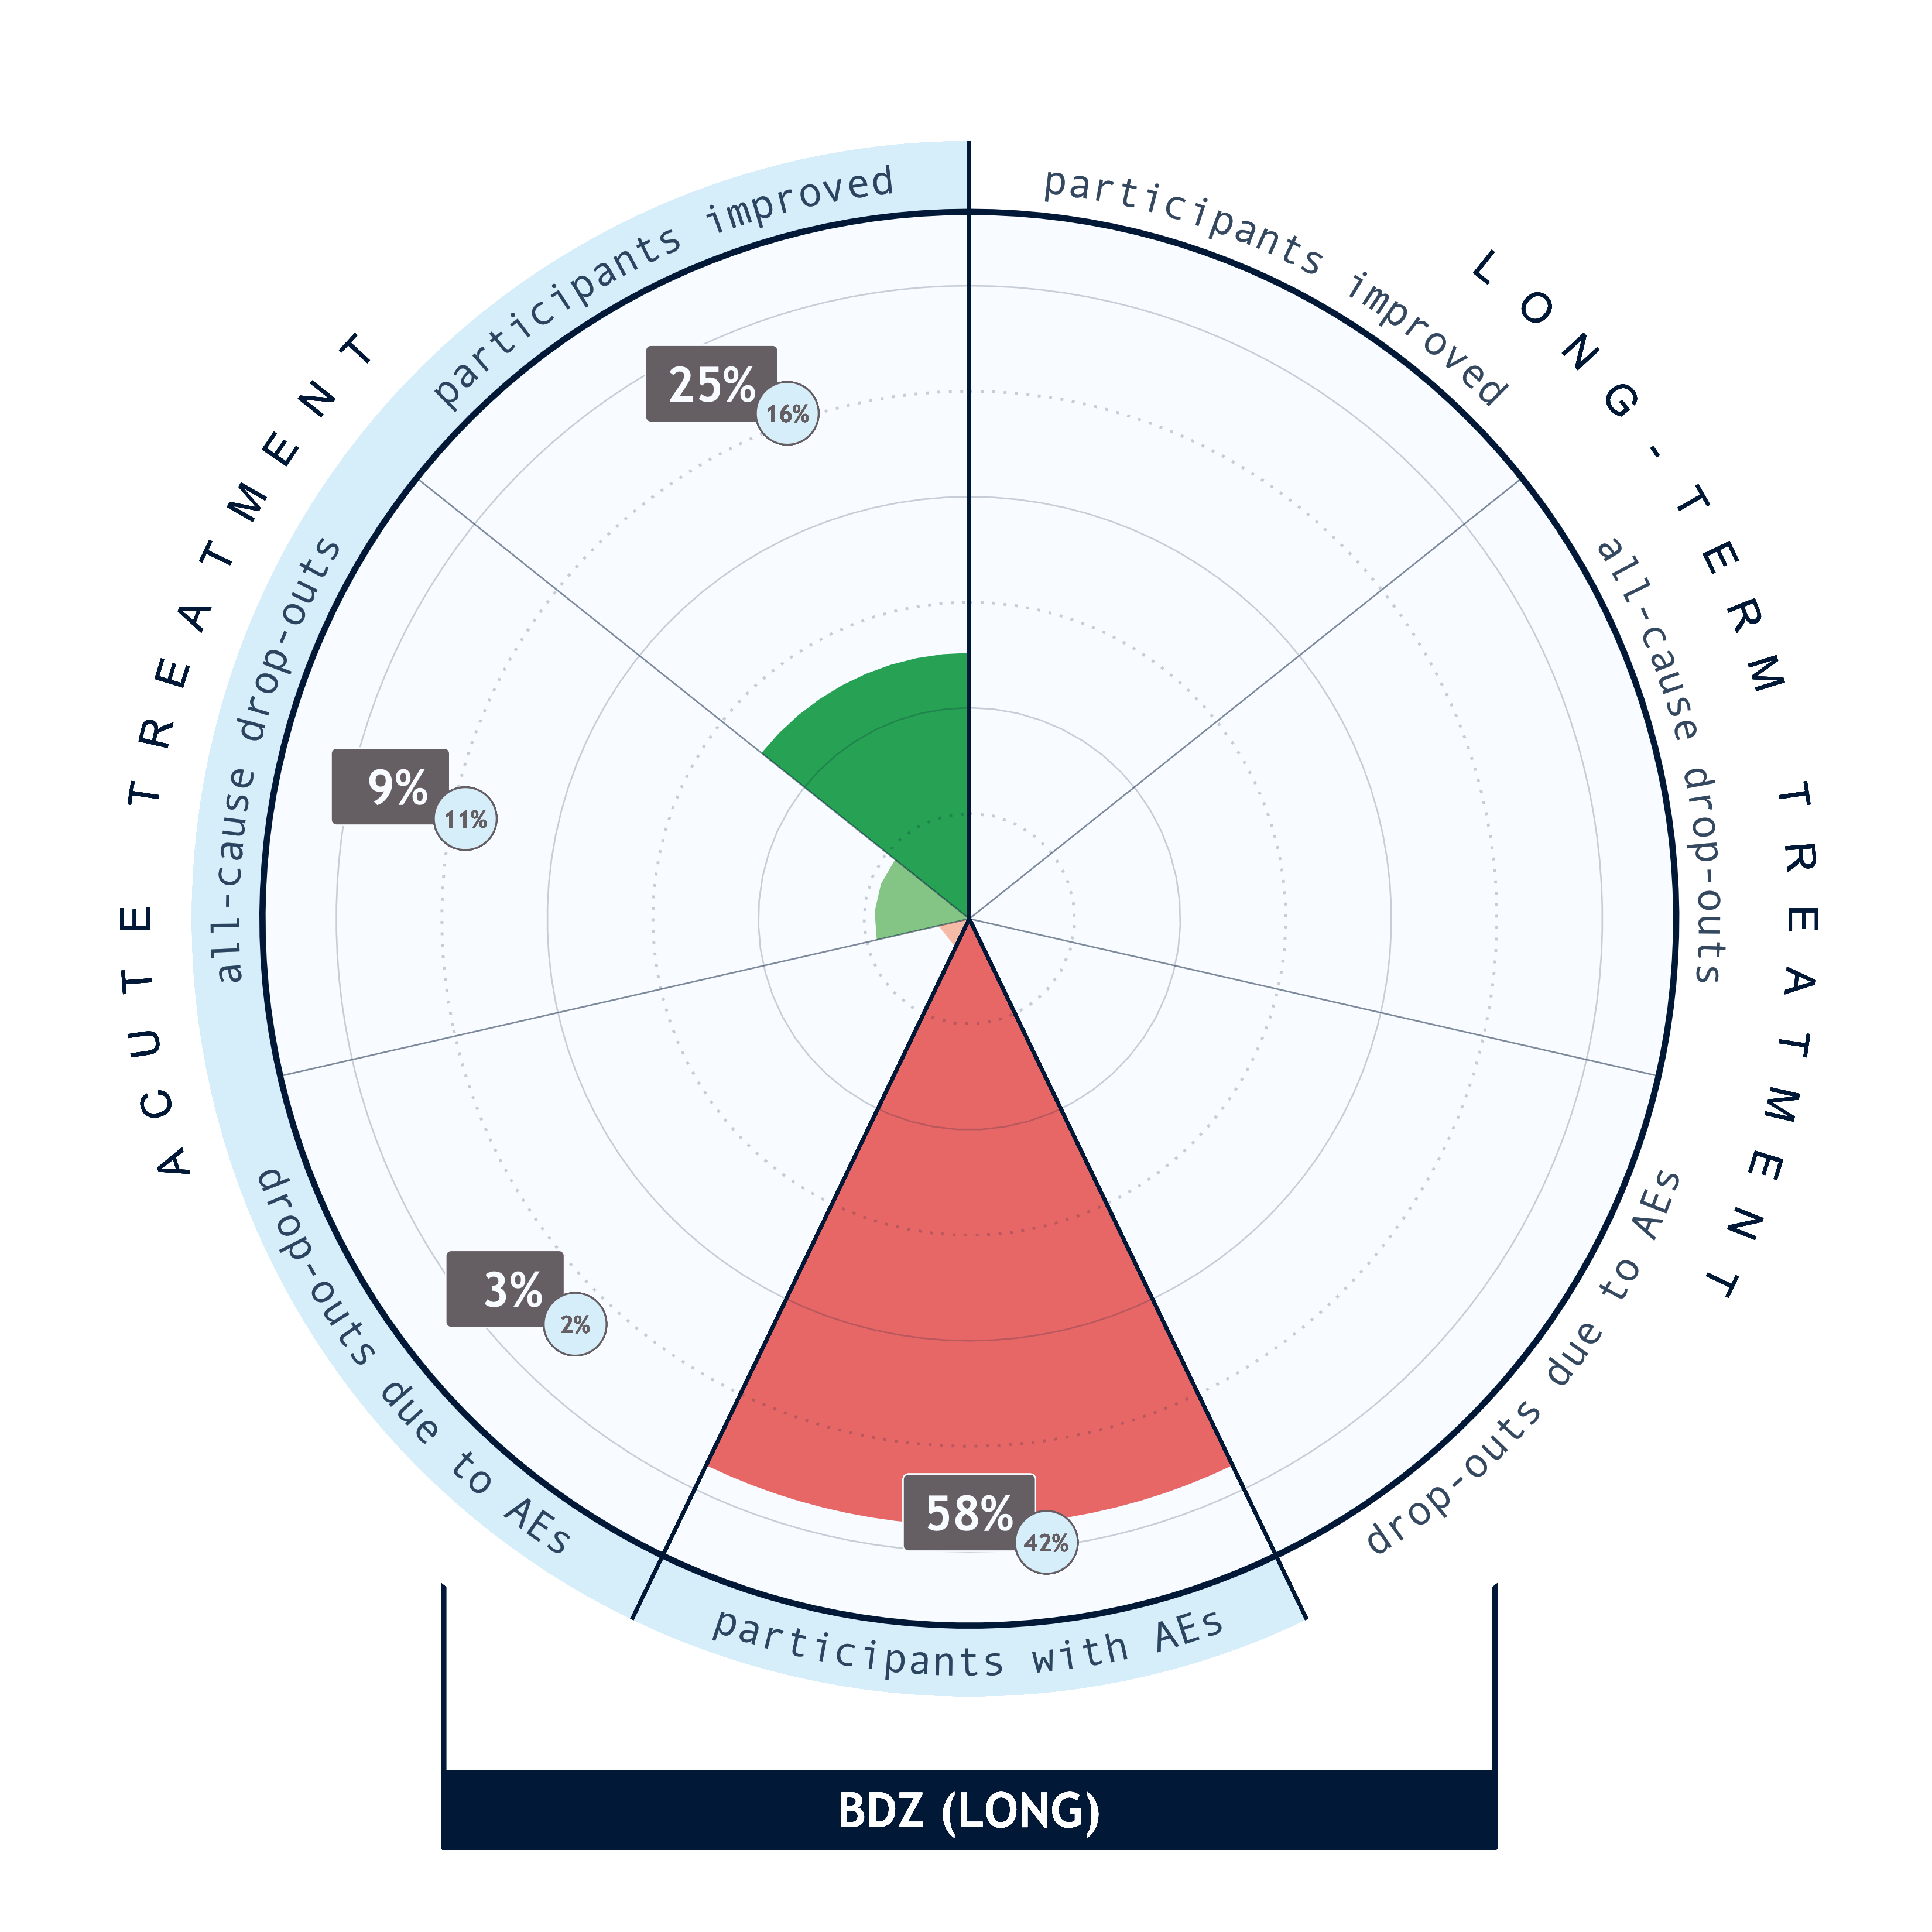 ACUTE TREATMENT
LONG-TERM TREATMENT
participants improved
participants improved
25%
16%
all-cause drop-outs
all-cause drop-outs
9%
11%
drop-outs due to AEs
drop-outs due to AEs
3%
2%
58%
42%
participants with AEs
BDZ (LONG)